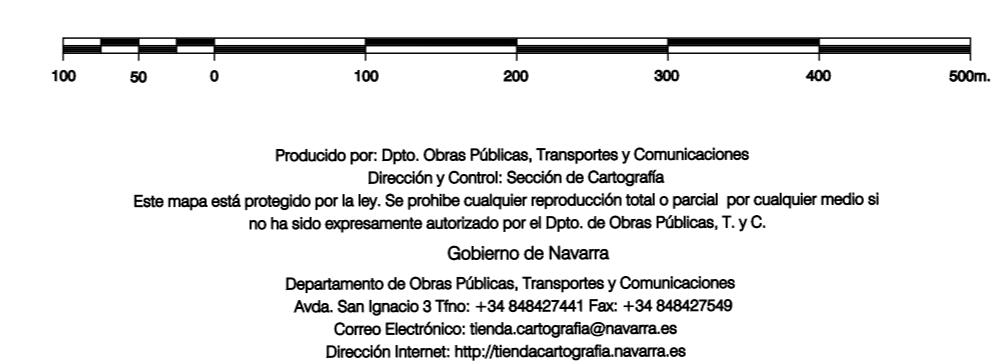 100 50 0 100 200 300 400 500m.
Producido por: Dpto. Obras Públicas, Transportes y Comunicaciones
Dirección y Control: Sección de Cartografía
Este mapa está protegido por la ley. Se prohibe cualquier reproducción total o parcial por cualquier medio si
no ha sido expresamente autorizado por el Dpto. de Obras Públicas, T. y C.
Gobierno de Navarra
Departamento de Obras Públicas, Transportes y Comunicaciones
Avda. San Ignacio 3 Tfno: +34 848427441 Fax: +34 848427549
Correo Electrónico: tienda.cartografia@navarra.es
Dirección Internet: http://tiendacartografia.navarra.es